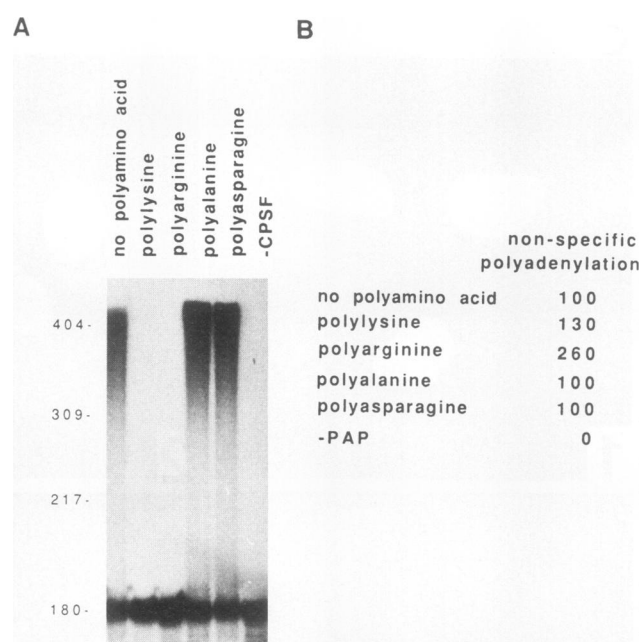 A
B
no polyamino acid
polylysine
polyarginine
polyalanine
polyasparagine
-CPSF
404-
309-
217-
180-
non-specific
polyadenylation
no polyamino acid 100
polylysine 130
polyarginine 260
polyalanine 100
polyasparagine 100
-PAP 0